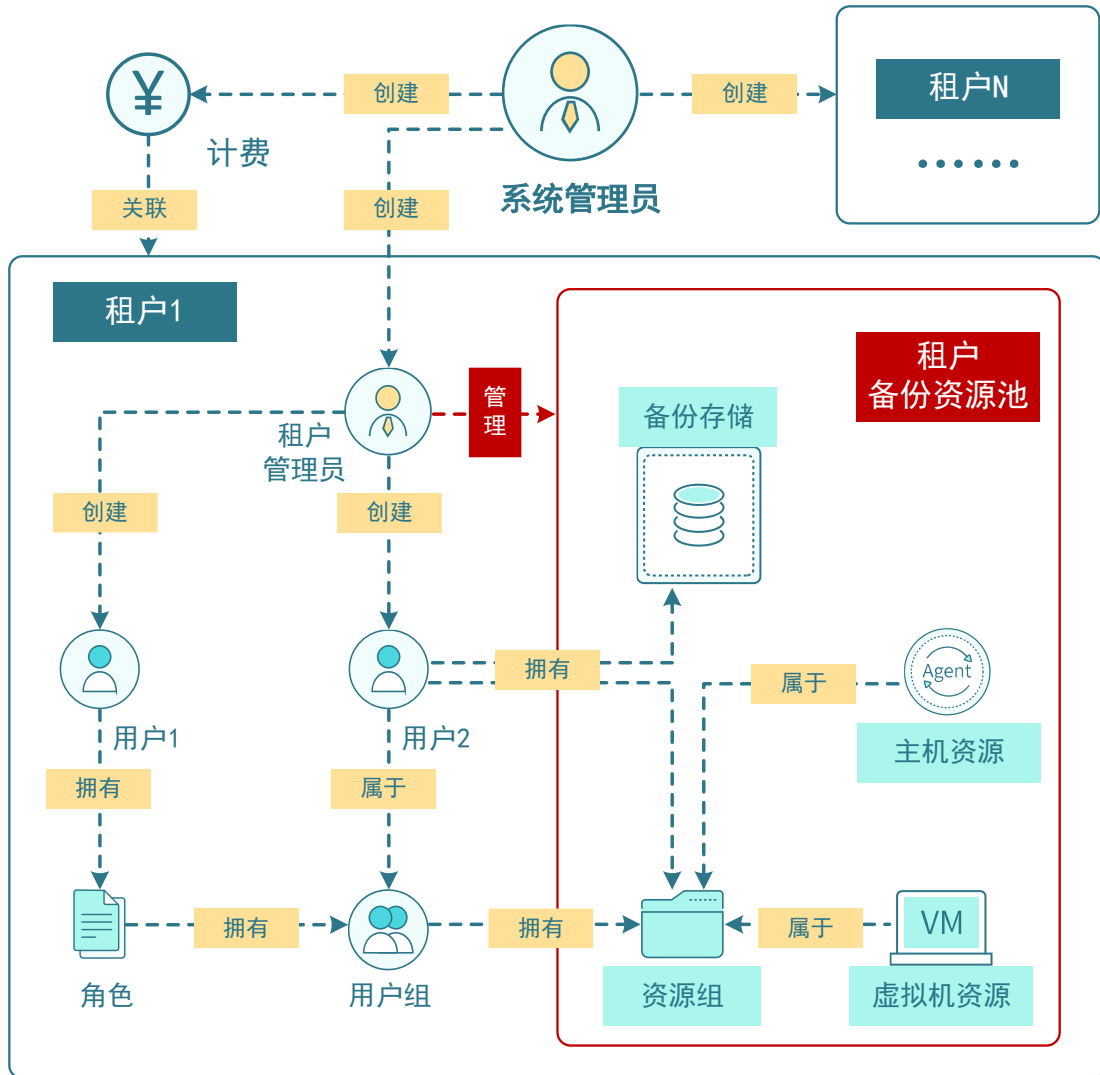 创建
创建
租户N
······
计费
系统管理员
关联
创建
租户1
租户
备份资源池
管
理
备份存储
租户
管理员
创建
创建
拥有
属于
Agent
用户1
用户2
主机资源
拥有
属于
拥有
拥有
属于
VM
角色
用户组
资源组
虚拟机资源